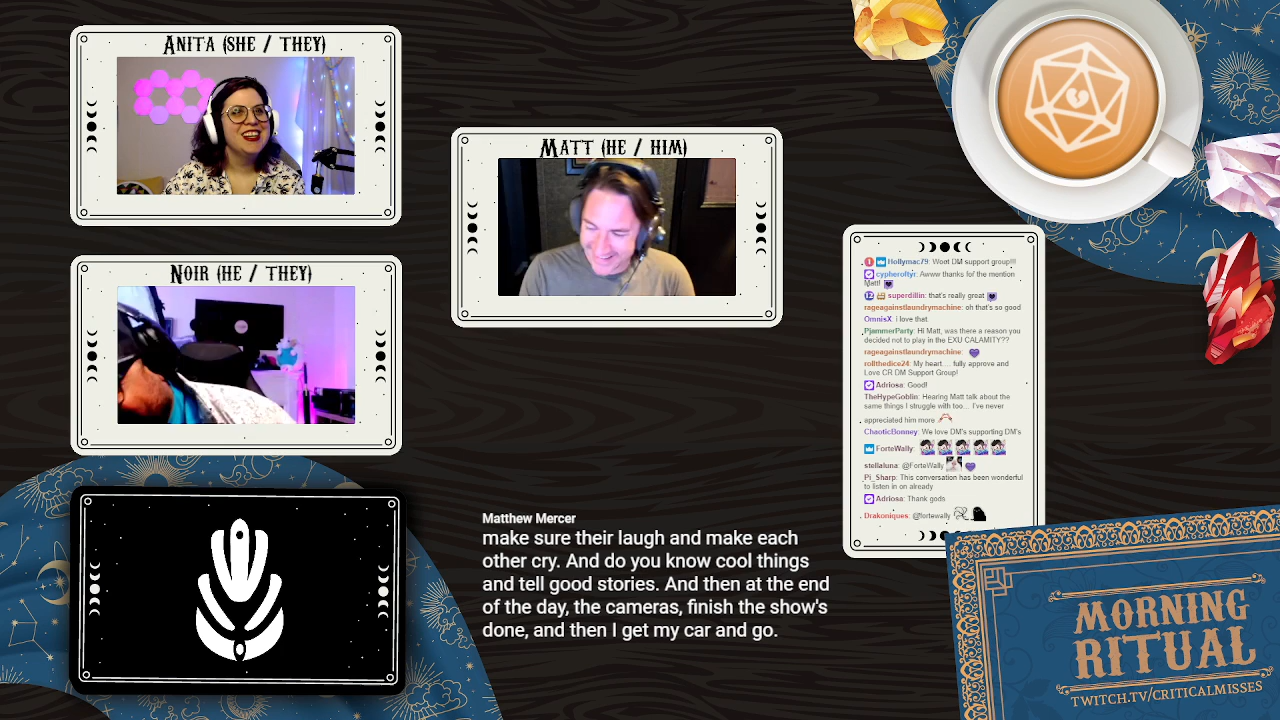 ANITA (SHE / THEY)
MATT (HE / HIM)
NOIR (HE / THEY)
Hollymac79: Woot DM support group!!!
cypheroftyr: Awww thanks for the mention
Matt!
superdillin: that's really great
rageagainstlaundrymachine: oh that's so good
OmnisX: i love that
PjammerParty: Hi Matt, was there a reason you
decided not to play in the EXU CALAMITY??
rageagainstlaundrymachine:
rollthedice24: My heart.... fully approve and
Love CR DM Support Group!
Adriosa: Good!
TheHypeGoblin: Hearing Matt talk about the
same things I struggle with too... I've never
appreciated him more
ChaoticBonney: We love DM's supporting DM's
ForteWally:
stellaluna: @ForteWally
Pi_Sharp: This conversation has been wonderful
to listen in on already
Adriosa: Thank gods
Drakoniques: @fortewally
Matthew Mercer
make sure their laugh and make each
other cry. And do you know cool things
and tell good stories. And then at the end
of the day, the cameras, finish the show's
done, and then I get my car and go.
MORNING
RITUAL
TWITCH.TV/CRITICALMISSES